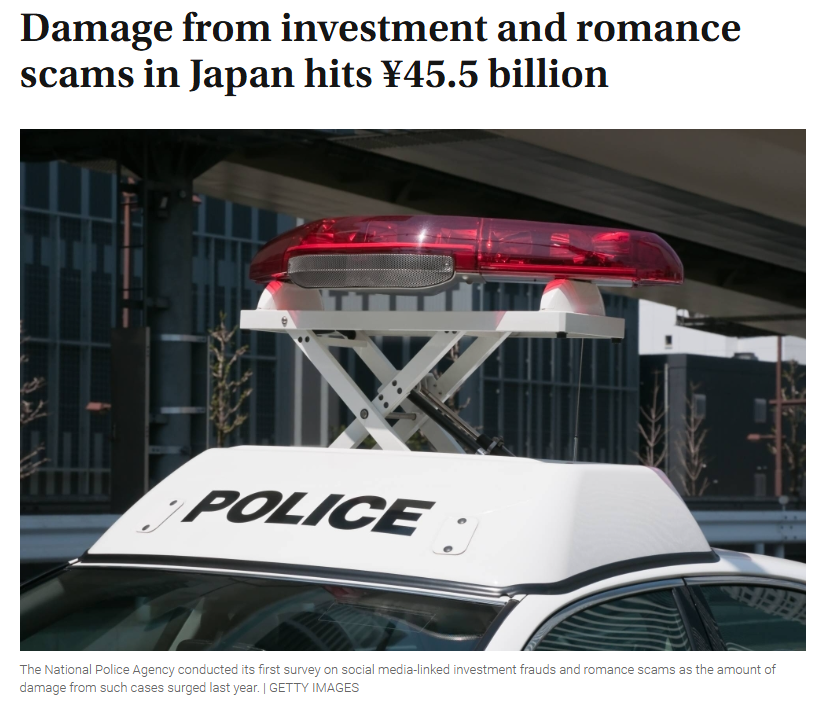 Damage from investment and romance
scams in Japan hits ¥45.5 billion
POLICE
The National Police Agency conducted its first survey on social media-linked investment frauds and romance scams as the amount of
damage from such cases surged last year. | GETTY IMAGES